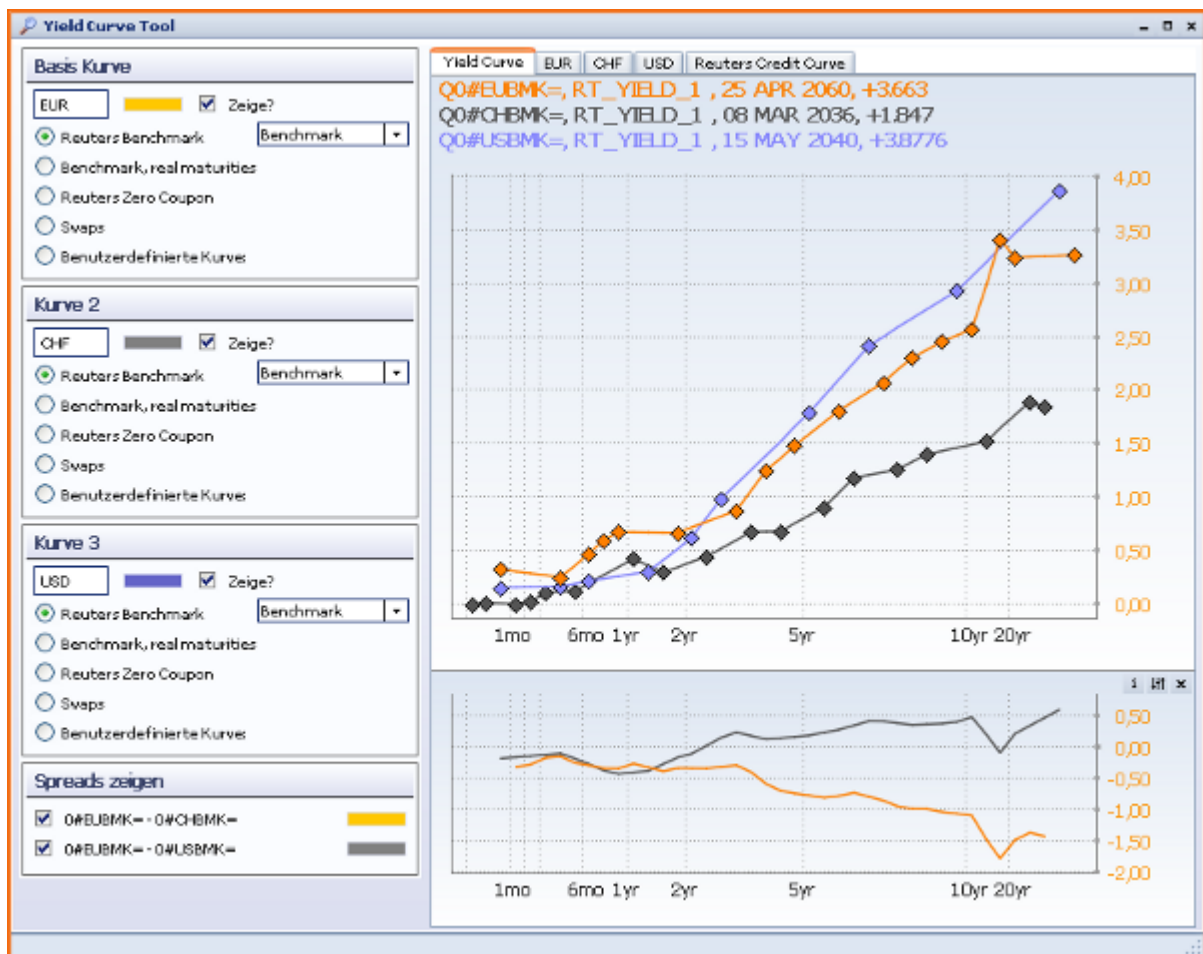 Yield Curve Tool
Basis Kurve
EUR Zeige?
Reuters Benchmark Benchmark
Benchmark, real maturities
Reuters Zero Coupon
Swaps
Benutzerdefinierte Kurve:
Kurve 2
CHF Zeige?
Reuters Benchmark Benchmark
Benchmark, real maturities
Reuters Zero Coupon
Swaps
Benutzerdefinierte Kurve:
Kurve 3
USD Zeige?
Reuters Benchmark Benchmark
Benchmark, real maturities
Reuters Zero Coupon
Swaps
Benutzerdefinierte Kurve:
Spreads zeigen
0#EUBMK= - 0#CHBMK=
0#EUBMK= - 0#USBMK=
Yield Curve EUR CHF USD Reuters Credit Curve
Q0#EUBMK=, RT_YIELD_1 , 25 APR 2060, +3.663
Q0#CHBMK=, RT_YIELD_1 , 08 MAR 2036, +1.847
Q0#USBMK=, RT_YIELD_1 , 15 MAY 2040, +3.8776
4,00
3,50
3,00
2,50
2,00
1,50
1,00
0,50
0,00
1mo 6mo 1yr 2yr 5yr 10yr 20yr
0,50
0,00
-0,50
-1,00
-1,50
-2,00
1mo 6mo 1yr 2yr 5yr 10yr 20yr